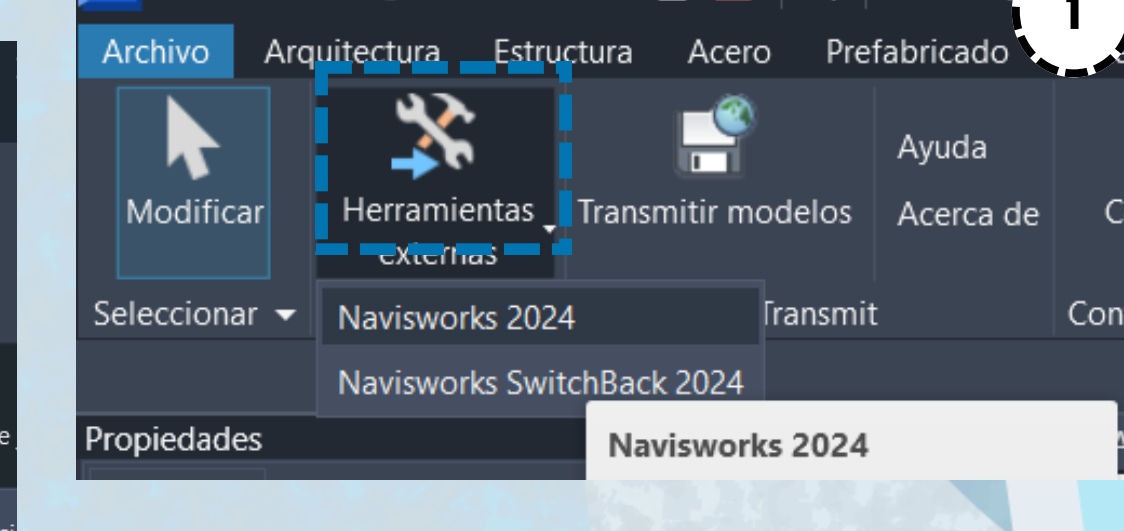 1
Archivo Arquitectura Estructura Acero Prefabricado
Modificar
Herramientas
externas
Transmitir modelos
Ayuda
Acerca de
Seleccionar
Navisworks 2024
Transmit
Navisworks SwitchBack 2024
Propiedades
Navisworks 2024